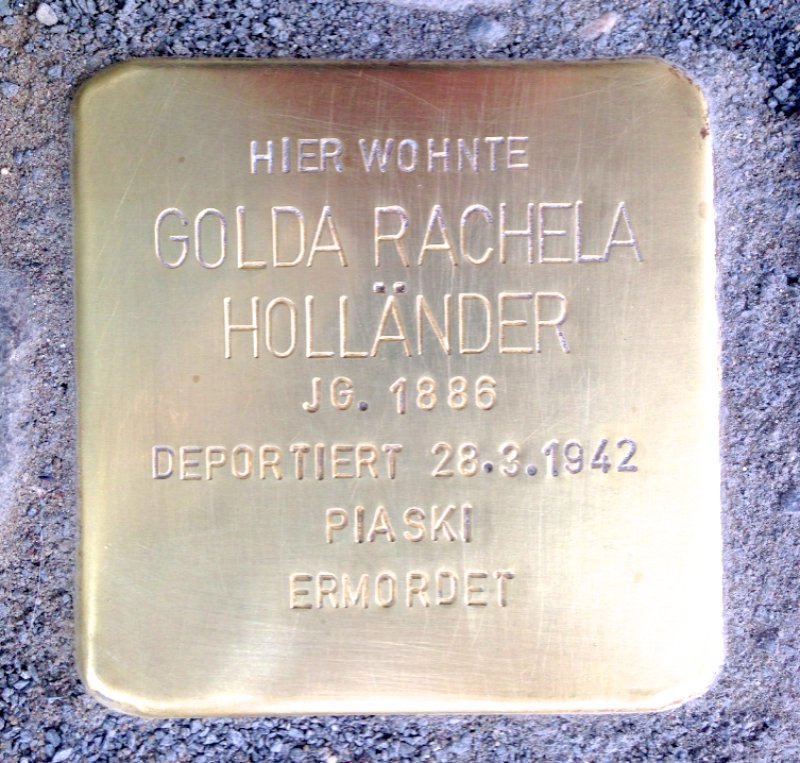 HIER WOHNTE
GOLDA RACHELA
HOLLÄNDER
JG. 1886
DEPORTIERT 28.3.1942
PIASKI
ERMORDET